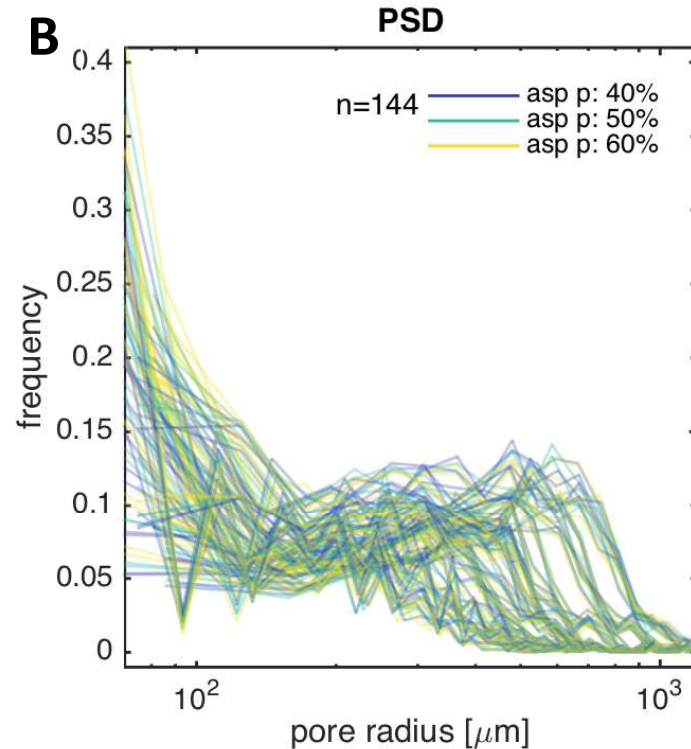 B
PSD
0.4
0.35
0.3
0.25
0.2
0.15
0.1
0.05
0
frequency
n=144
asp p: 40%
asp p: 50%
asp p: 60%
10²
10³
pore radius [μm]